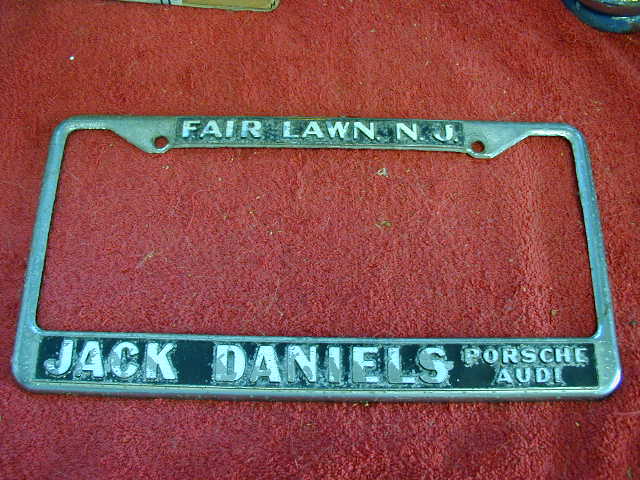 FAIR LAWN N.J.
JACK DANIELS PORSCHE
AUDI